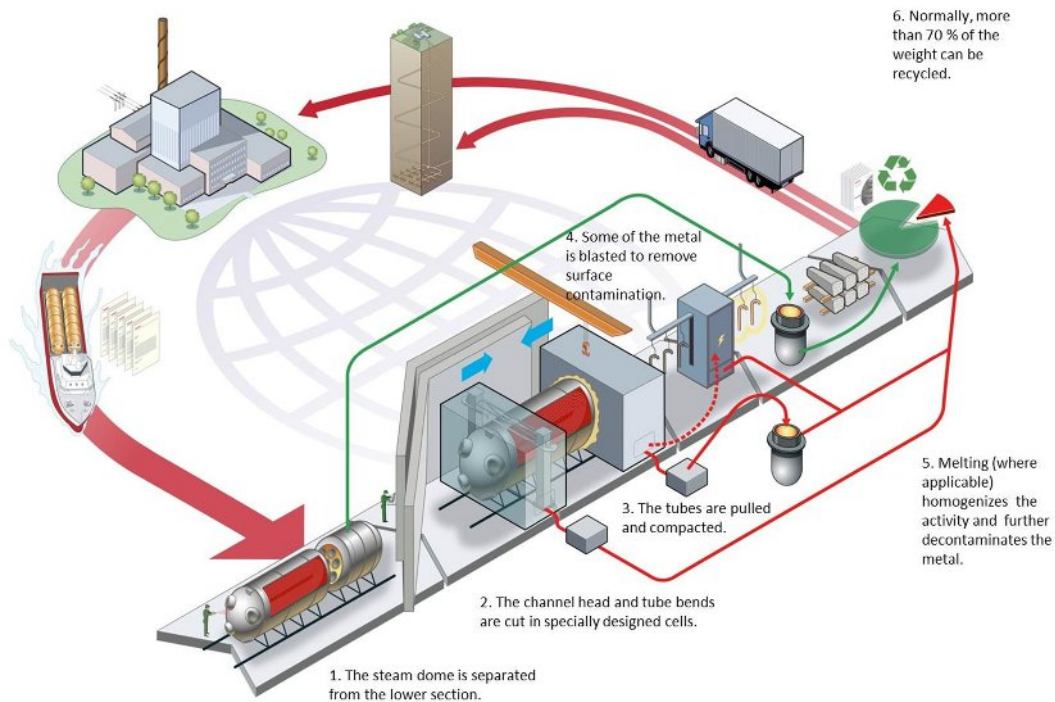 6. Normally, more
than 70 % of the
weight can be
recycled.
4. Some of the metal
is blasted to remove
surface
contamination.
5. Melting (where
applicable)
homogenizes the
activity and further
decontaminates the
metal.
3. The tubes are pulled
and compacted.
2. The channel head and tube bends
are cut in specially designed cells.
1. The steam dome is separated
from the lower section.